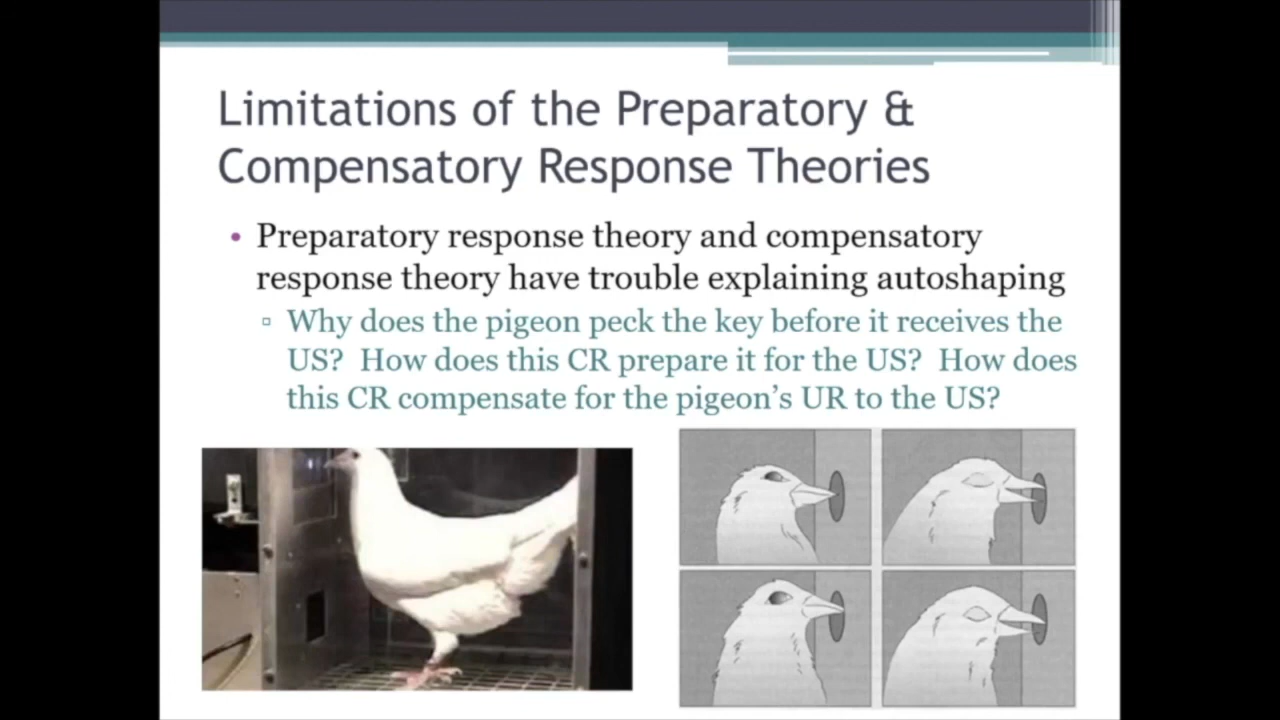 Limitations of the Preparatory &
Compensatory Response Theories
• Preparatory response theory and compensatory
response theory have trouble explaining autoshaping
▫ Why does the pigeon peck the key before it receives the
US? How does this CR prepare it for the US? How does
this CR compensate for the pigeon’s UR to the US?